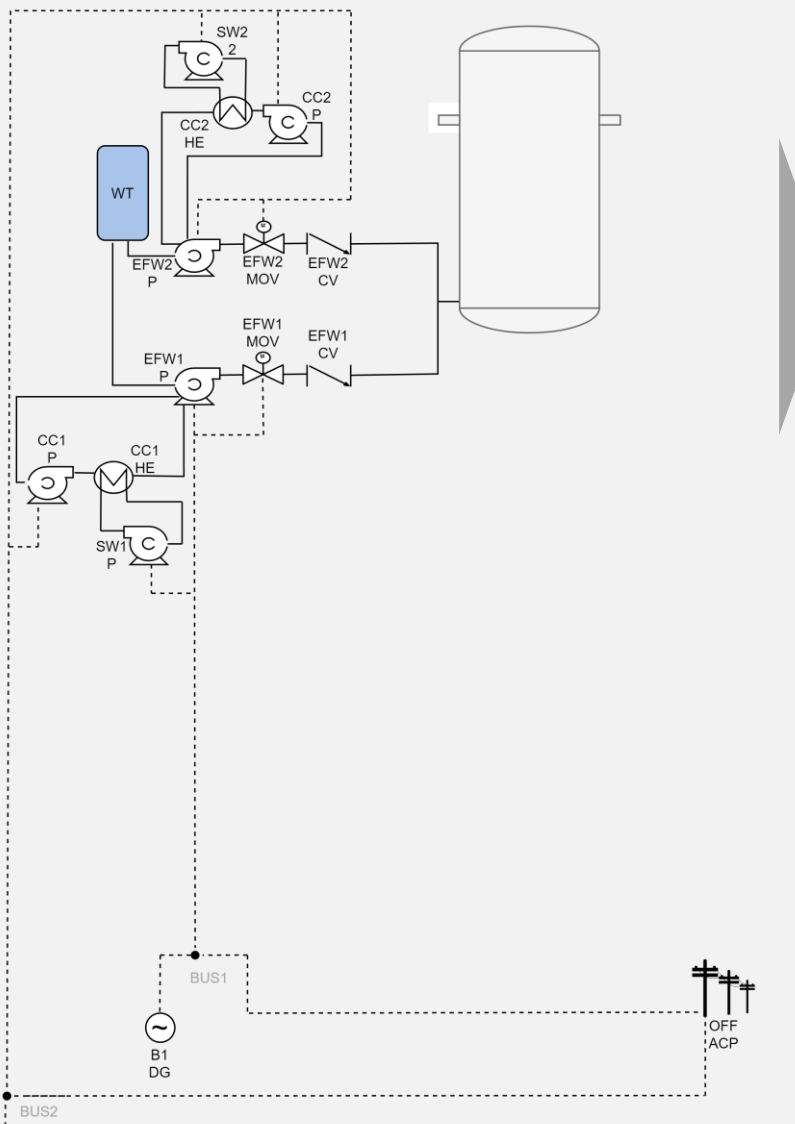 SW2
2
CC2
P
CC2
HE
WT
EFW2
P
M
EFW2
MOV
EFW2
CV
EFW1
MOV
EFW1
CV
M
EFW1
P
CC1
P
CC1
HE
SW1
P
BUS1
B1
DG
OFF
ACP
BUS2